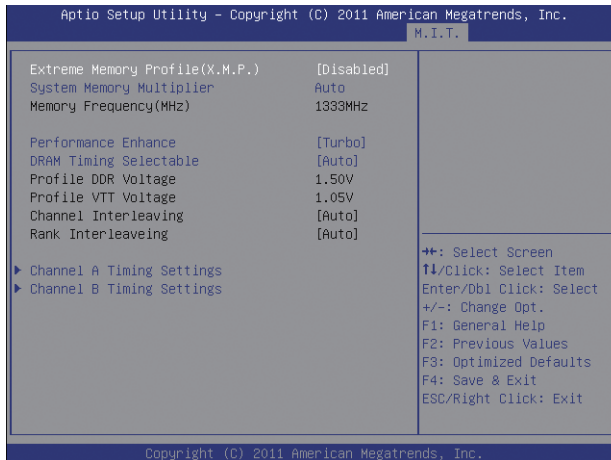 Aptio Setup Utility - Copyright (C) 2011 American Megatrends, Inc.
M.I.T.
Extreme Memory Profile(X.M.P.) [Disabled]
System Memory Multiplier Auto
Memory Frequency(MHz) 1333MHz
Performance Enhance [Turbo]
DRAM Timing Selectable [Auto]
Profile DDR Voltage 1.50V
Profile VTT Voltage 1.05V
Channel Interleaving [Auto]
Rank Interleaveing [Auto]
▶ Channel A Timing Settings
▶ Channel B Timing Settings
→←: Select Screen
↑↓/Click: Select Item
Enter/Dbl Click: Select
+/-: Change Opt.
F1: General Help
F2: Previous Values
F3: Optimized Defaults
F4: Save & Exit
ESC/Right Click: Exit
Copyright (C) 2011 American Megatrends, Inc.